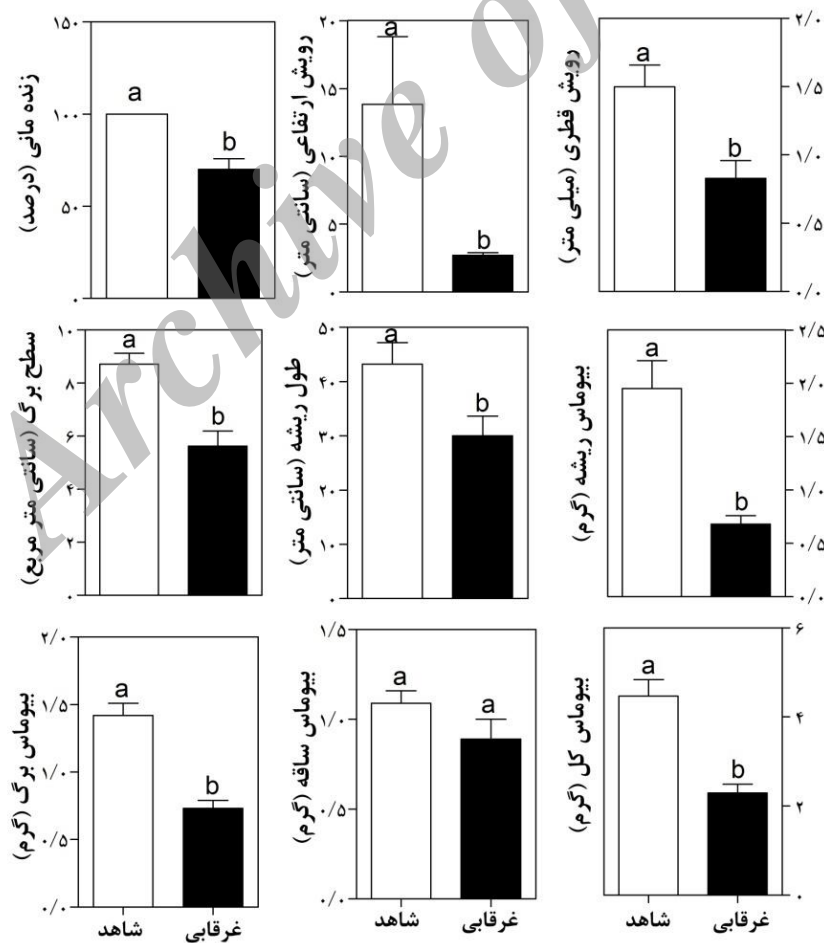 زنده مانی (درصد)
۱۵۰
۱۰۰
۵۰
۰
a
b
رویش ارتفاعی (سانتی متر)
۲۰
۱۵
۱۰
۵
۰
a
b
رویش قطری (میلی متر)
۲/۰
۱/۵
۱/۰
۰/۵
۰/۰
a
b
سطح برگ (سانتی متر مربع)
۱۰
۸
۶
۴
۲
۰
a
b
طول ریشه (سانتی متر)
۵۰
۴۰
۳۰
۲۰
۱۰
۰
a
b
بیوماس ریشه (گرم)
۲/۵
۲/۰
۱/۵
۱/۰
۰/۵
۰/۰
a
b
بیوماس برگ (گرم)
۲/۰
۱/۵
۱/۰
۰/۵
۰/۰
a
b
شاهد غرقابی
بیوماس ساقه (گرم)
۱/۵
۱/۰
۰/۵
۰/۰
a
a
شاهد غرقابی
بیوماس کل (گرم)
۶
۴
۲
۰
a
b
شاهد غرقابی
Archive of